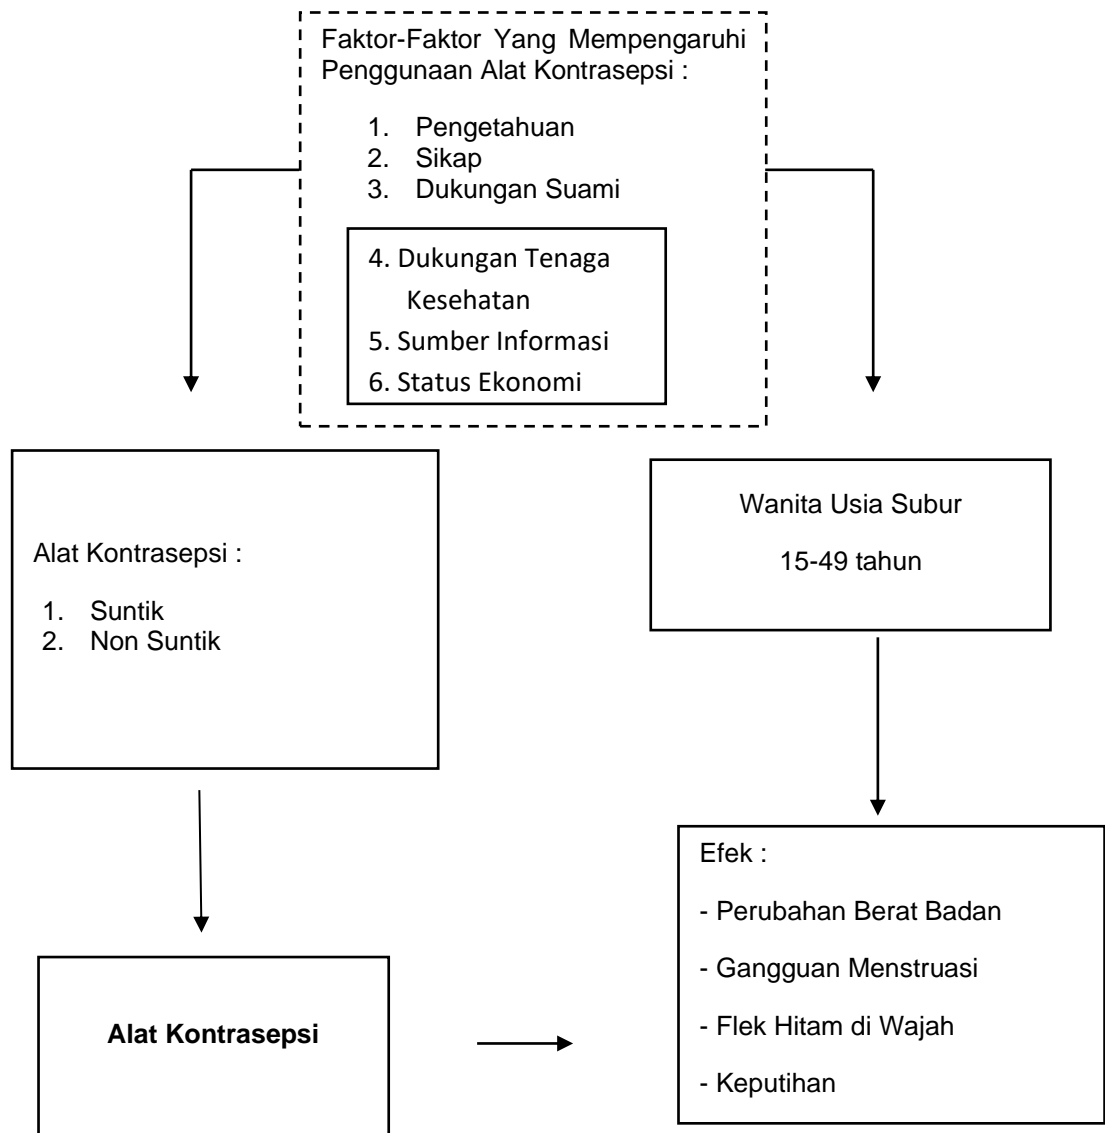 Faktor-Faktor Yang Mempengaruhi
Penggunaan Alat Kontrasepsi :
1. Pengetahuan
2. Sikap
3. Dukungan Suami
4. Dukungan Tenaga
Kesehatan
5. Sumber Informasi
6. Status Ekonomi
Alat Kontrasepsi :
1. Suntik
2. Non Suntik
Wanita Usia Subur
15-49 tahun
Alat Kontrasepsi
Efek :
- Perubahan Berat Badan
- Gangguan Menstruasi
- Flek Hitam di Wajah
- Keputihan